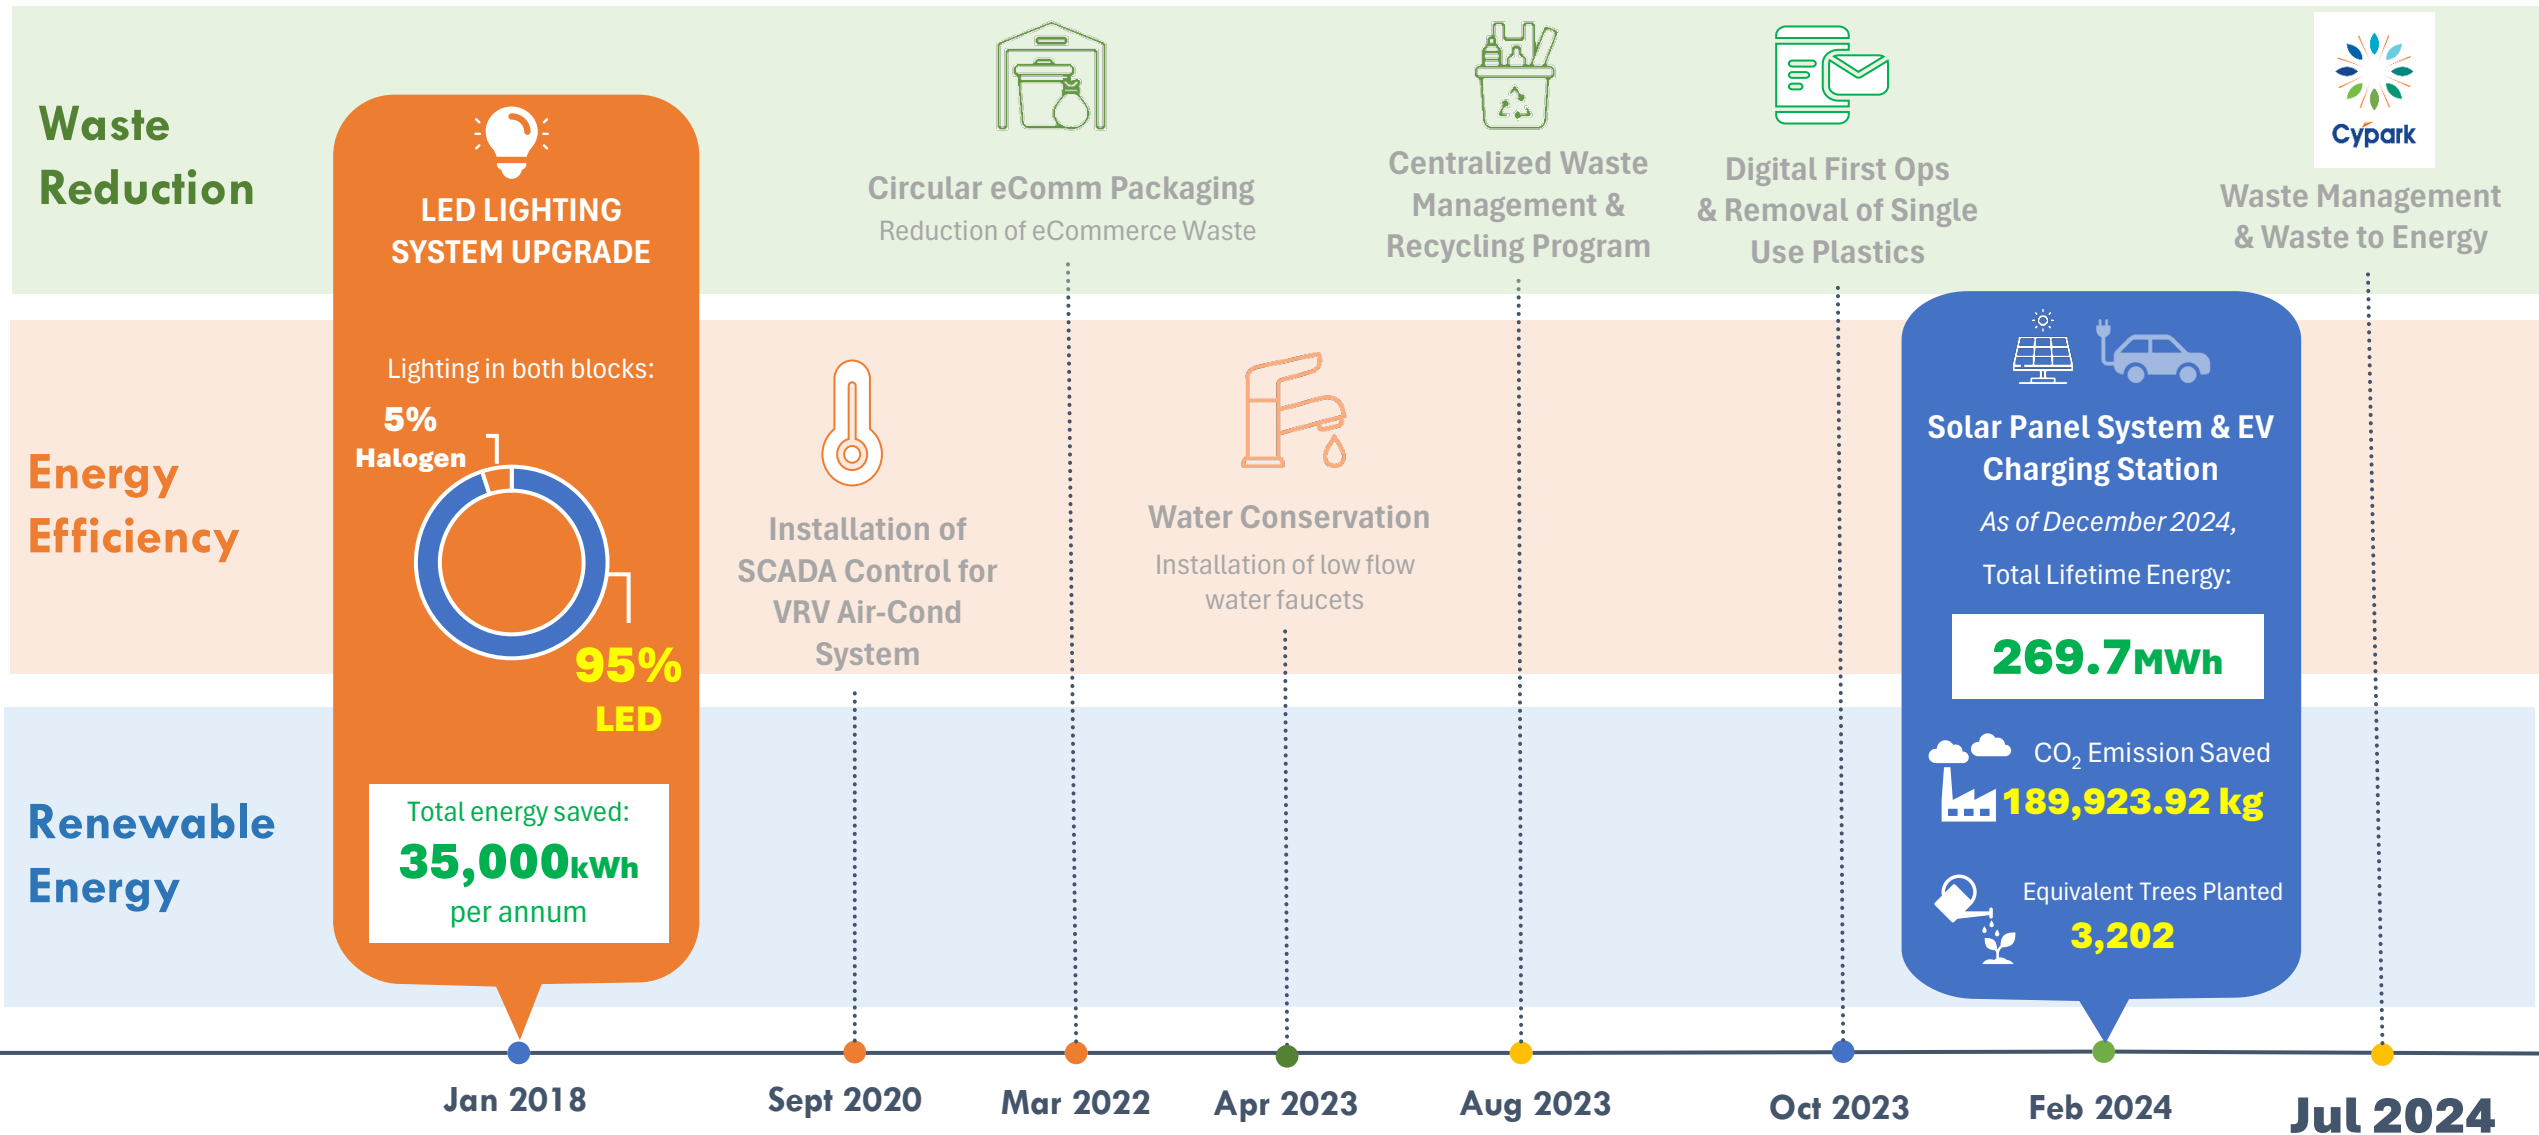 Waste
Reduction
LED LIGHTING
SYSTEM UPGRADE
Lighting in both blocks:
5%
Halogen
95%
LED
Total energy saved:
35,000kWh
per annum
Circular eComm Packaging
Reduction of eCommerce Waste
Centralized Waste
Management &
Recycling Program
Digital First Ops
& Removal of Single
Use Plastics
Cypark
Waste Management
& Waste to Energy
Energy
Efficiency
Installation of
SCADA Control for
VRV Air-Cond
System
Water Conservation
Installation of low flow
water faucets
Solar Panel System & EV
Charging Station
As of December 2024,
Total Lifetime Energy:
269.7MWh
CO₂ Emission Saved
189,923.92 kg
Equivalent Trees Planted
3,202
Renewable
Energy
Jan 2018
Sept 2020
Mar 2022
Apr 2023
Aug 2023
Oct 2023
Feb 2024
Jul 2024